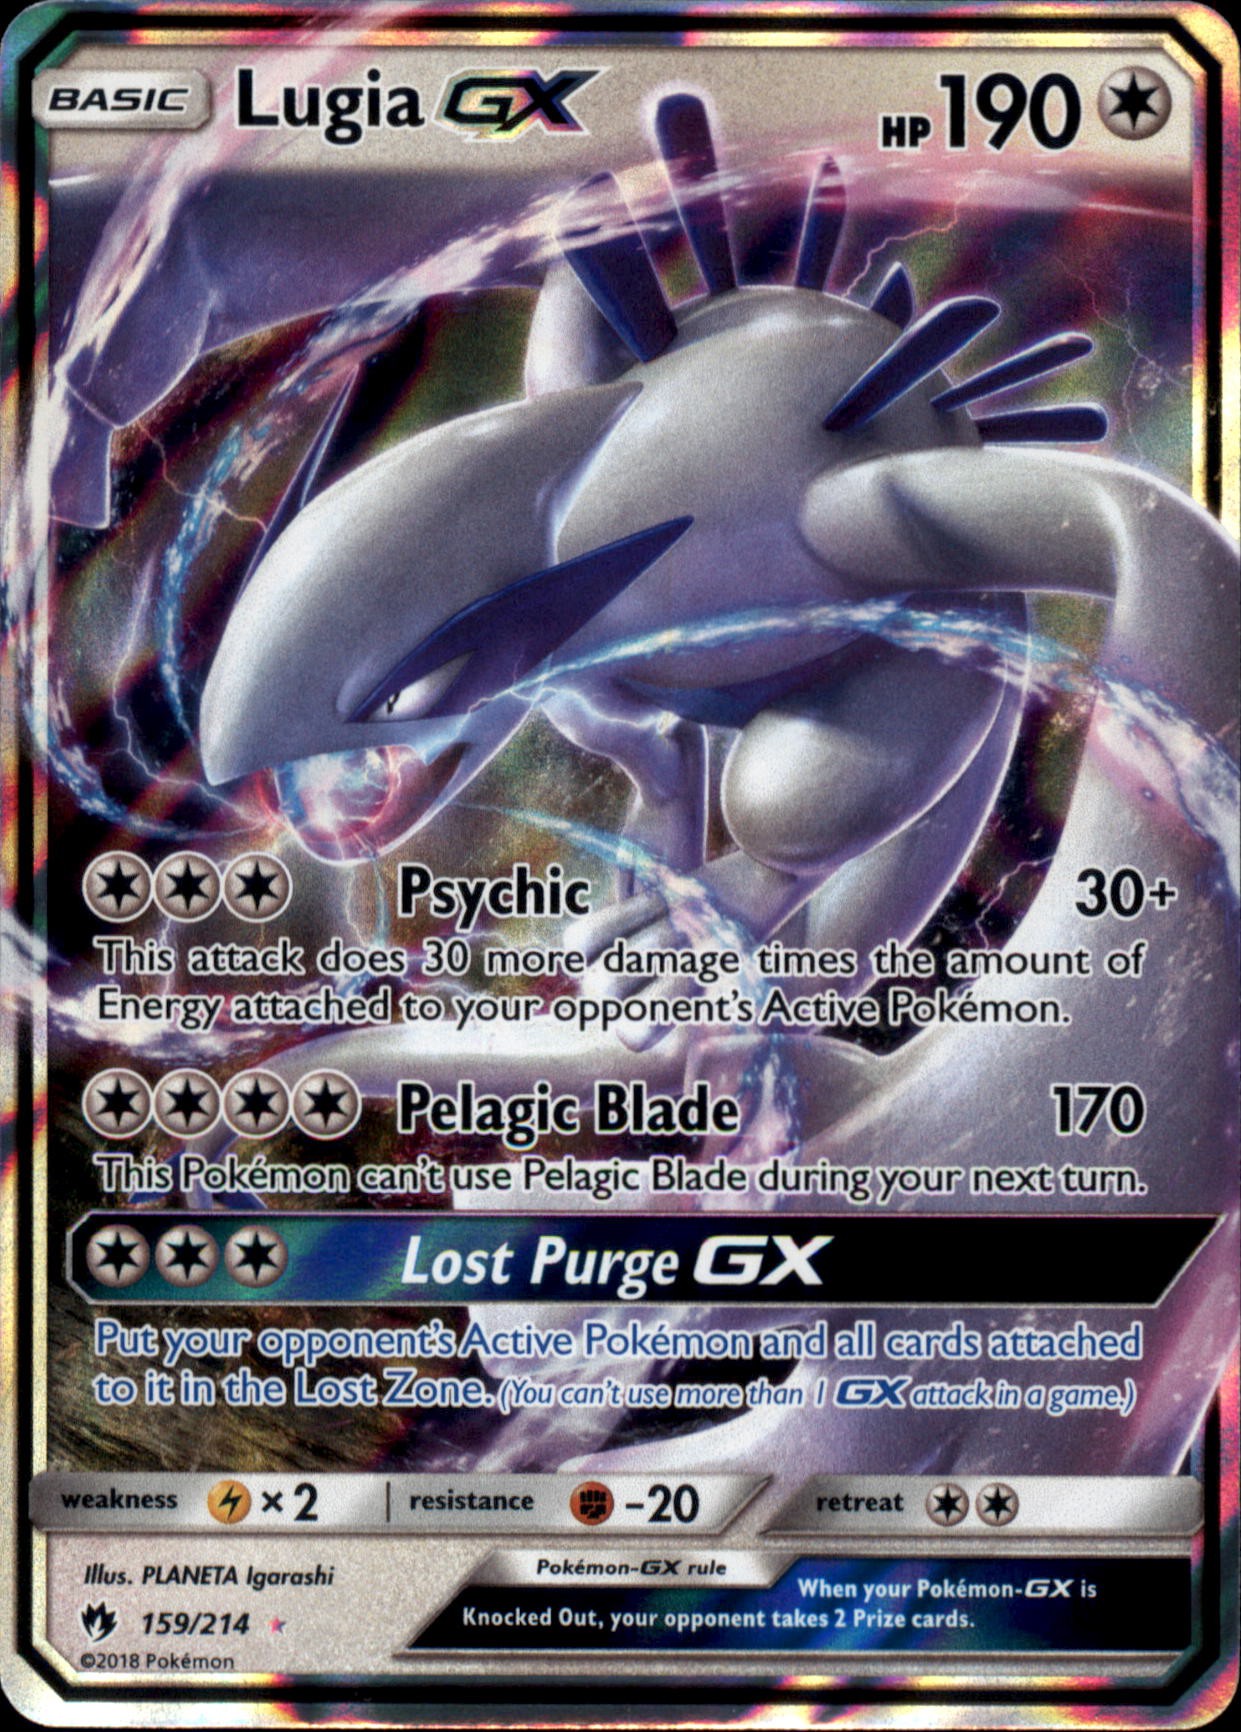 BASIC Lugia GX HP 190
Psychic 30+
This attack does 30 more damage times the amount of
Energy attached to your opponent's Active Pokémon.
Pelagic Blade 170
This Pokémon can't use Pelagic Blade during your next turn.
Lost Purge GX
Put your opponent's Active Pokémon and all cards attached
to it in the Lost Zone. (You can't use more than 1 GX attack in a game.)
weakness ×2 resistance -20 retreat
Illus. PLANETA Igarashi
Pokémon-GX rule
When your Pokémon-GX is
Knocked Out, your opponent takes 2 Prize cards.
159/214
©2018 Pokémon